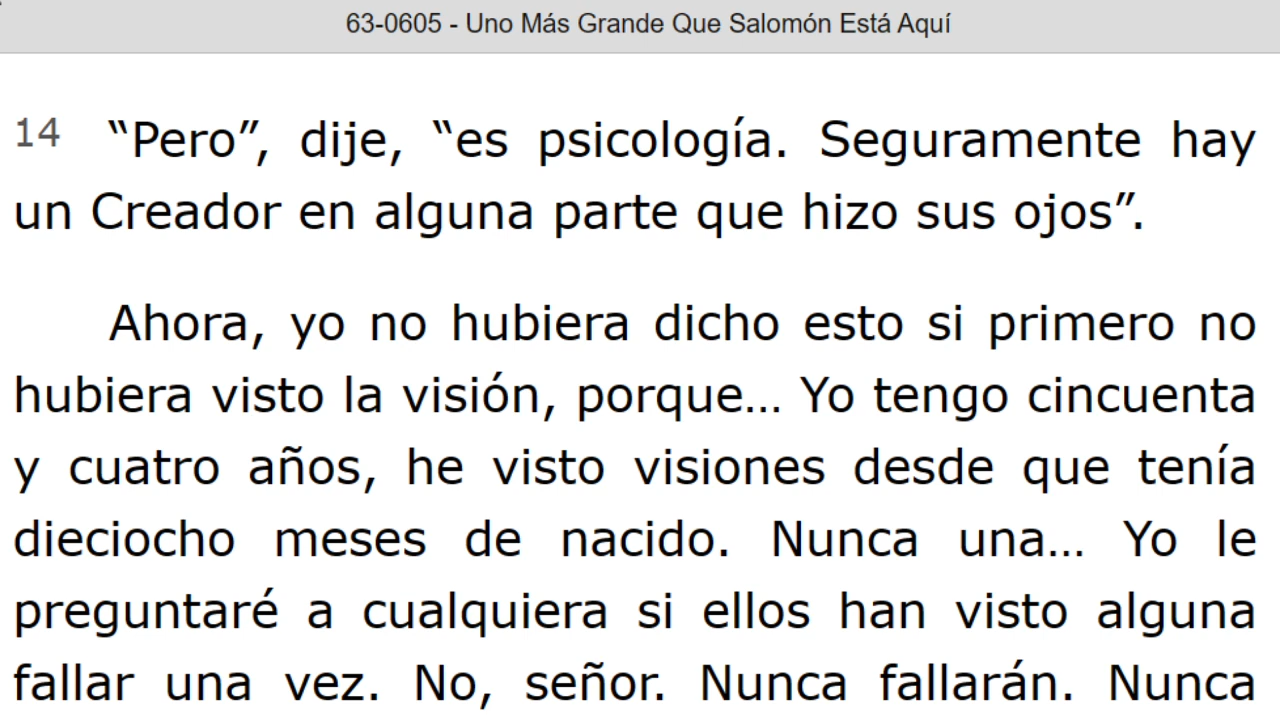 63-0605 - Uno Más Grande Que Salomón Está Aquí
14 “Pero”, dije, “es psicología. Seguramente hay
un Creador en alguna parte que hizo sus ojos”.
Ahora, yo no hubiera dicho esto si primero no
hubiera visto la visión, porque... Yo tengo cincuenta
y cuatro años, he visto visiones desde que tenía
dieciocho meses de nacido. Nunca una... Yo le
preguntaré a cualquiera si ellos han visto alguna
fallar una vez. No, señor. Nunca fallarán. Nunca